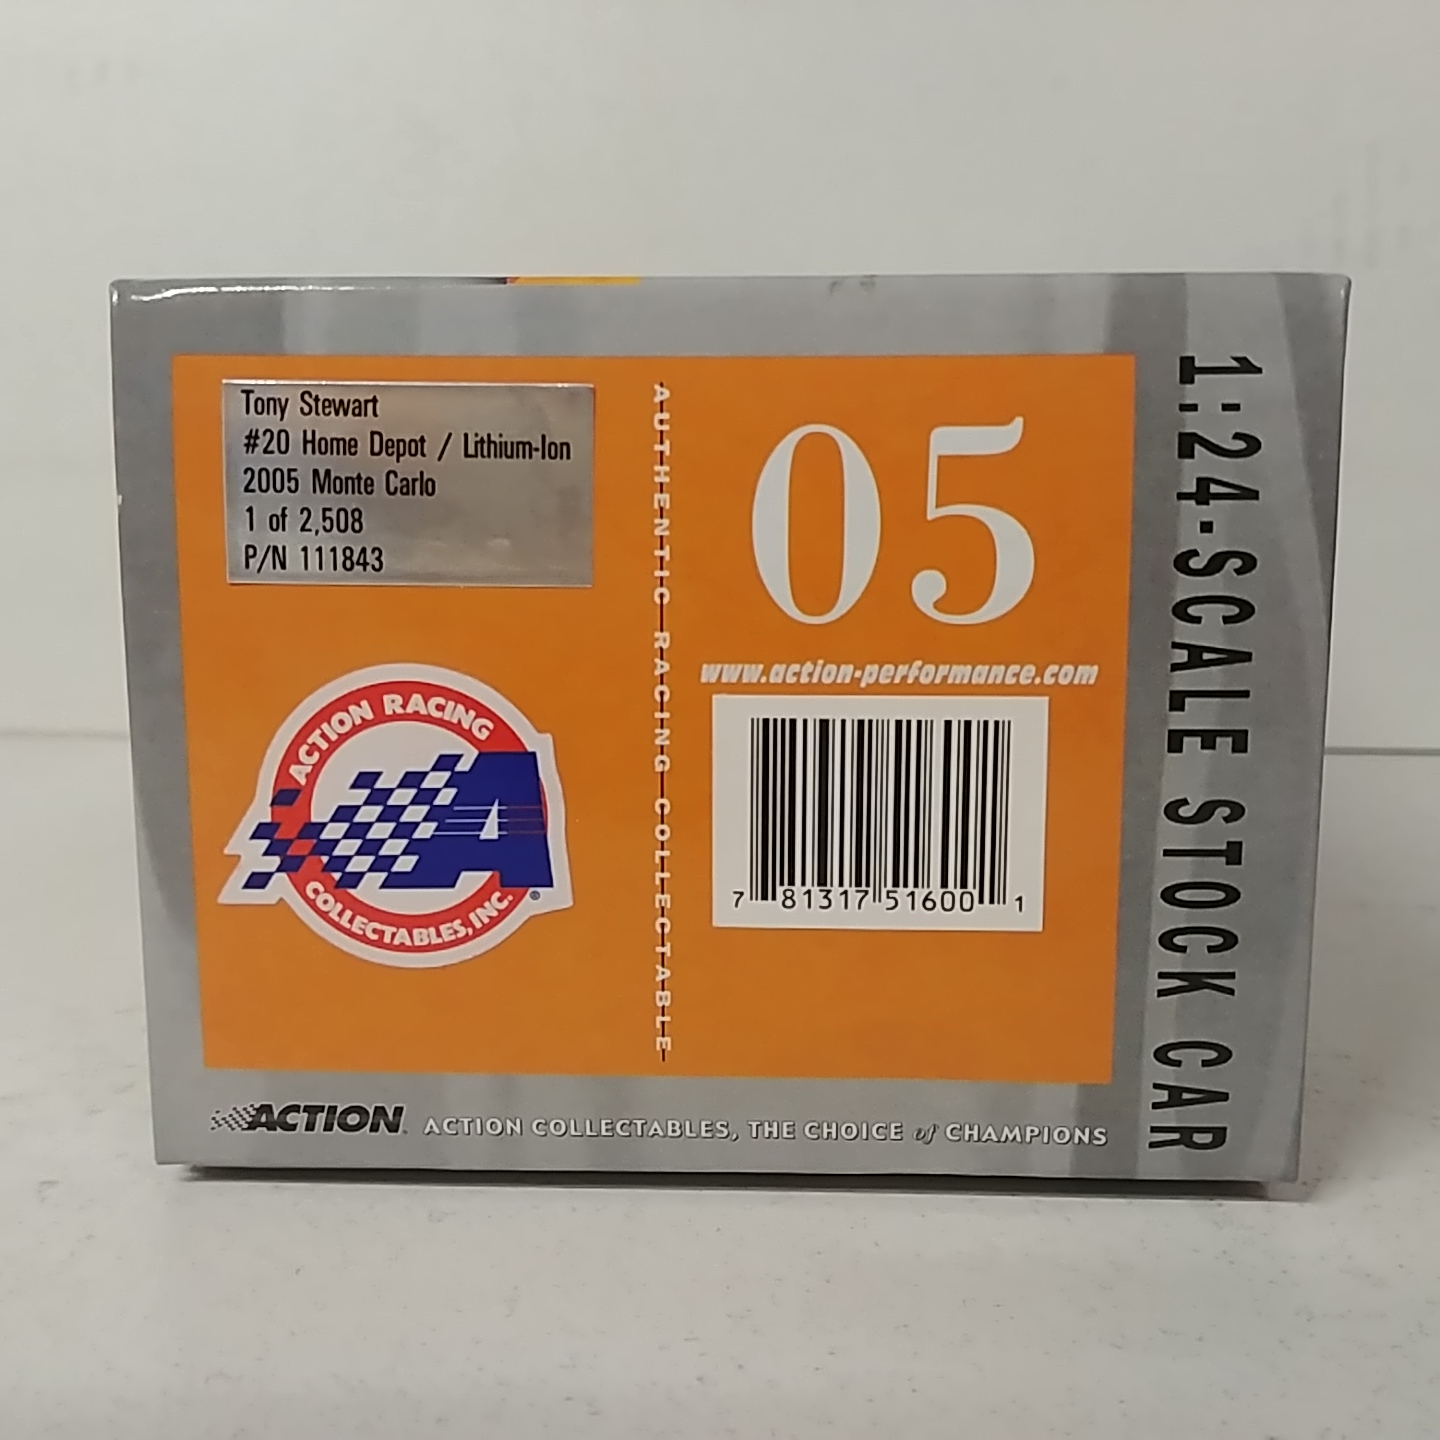 Tony Stewart
#20 Home Depot / Lithium-Ion
2005 Monte Carlo
1 of 2,508
P/N 111843
ACTION RACING
A
COLLECTABLES, INC.®
AUTHENTIC RACING COLLECTABLE
05
www.action-performance.com
7 81317 51600 1
1:24-SCALE STOCK CAR
ACTION
ACTION COLLECTABLES, THE CHOICE of CHAMPIONS